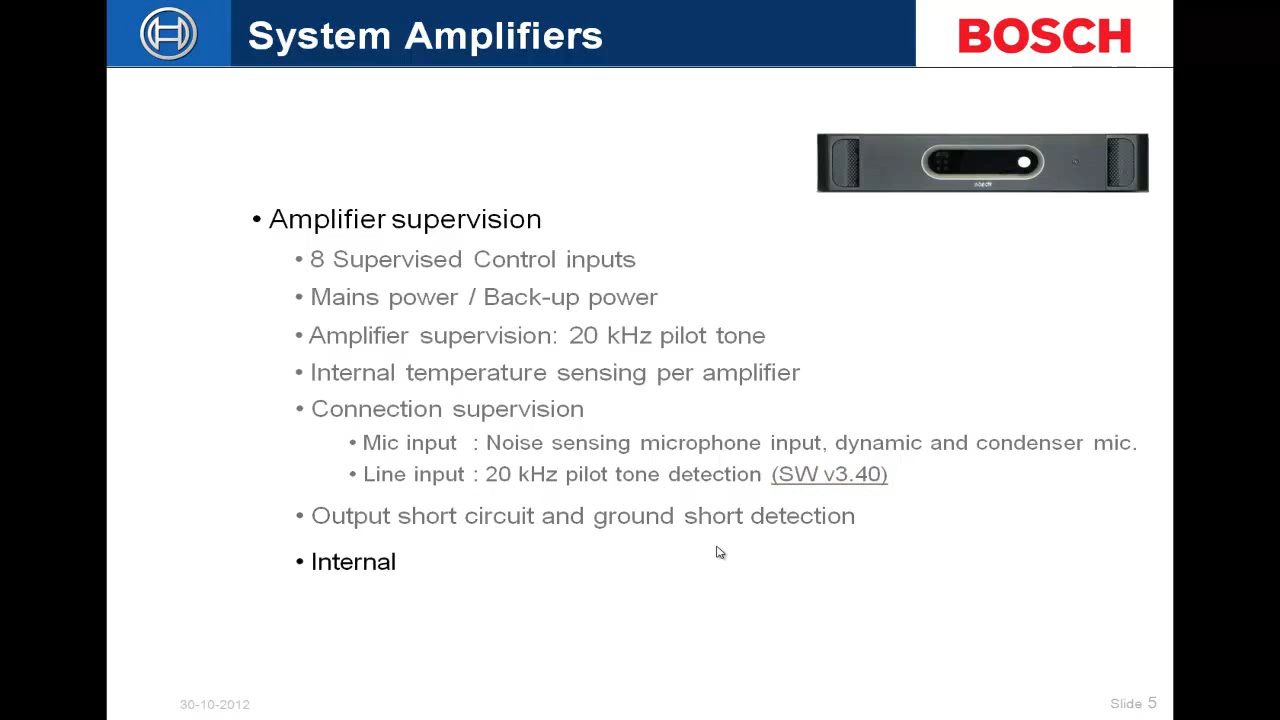 System Amplifiers
BOSCH
• Amplifier supervision
• 8 Supervised Control inputs
• Mains power / Back-up power
• Amplifier supervision: 20 kHz pilot tone
• Internal temperature sensing per amplifier
• Connection supervision
• Mic input : Noise sensing microphone input, dynamic and condenser mic.
• Line input : 20 kHz pilot tone detection (SW v3.40)
• Output short circuit and ground short detection
• Internal
30-10-2012
Slide 5